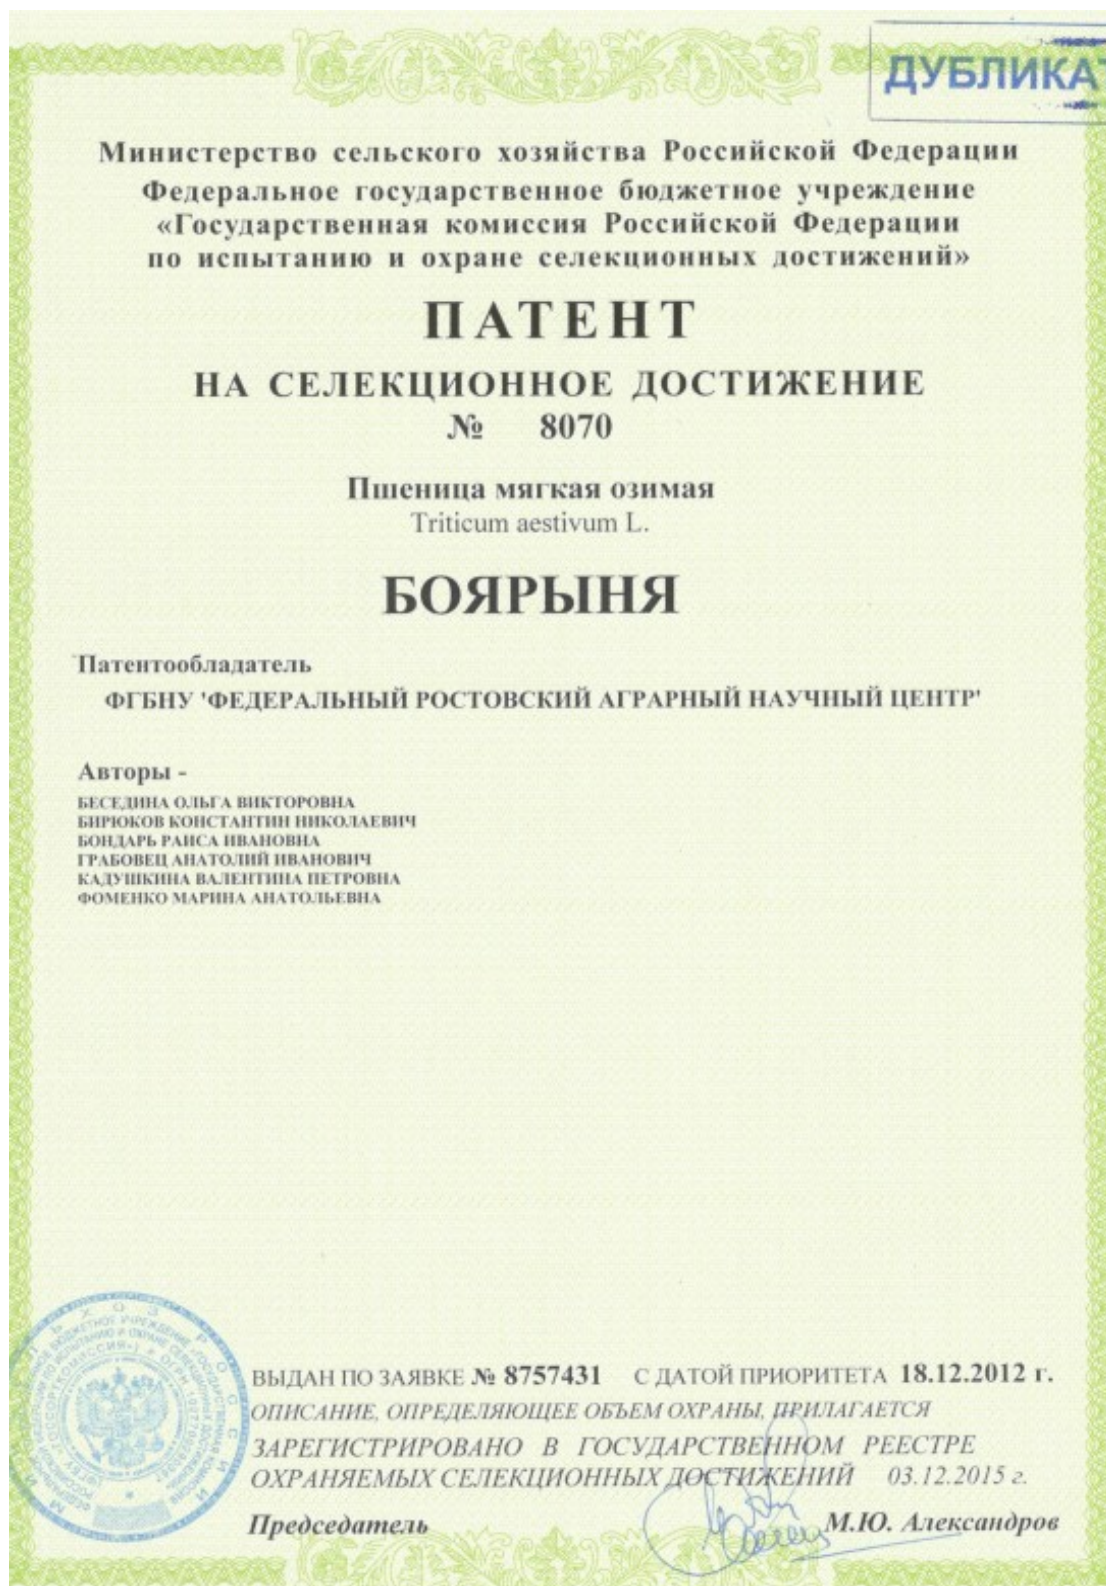 ДУБЛИКАТ
Министерство сельского хозяйства Российской Федерации
Федеральное государственное бюджетное учреждение
«Государственная комиссия Российской Федерации
по испытанию и охране селекционных достижений»
ПАТЕНТ
НА СЕЛЕКЦИОННОЕ ДОСТИЖЕНИЕ
№ 8070
Пшеница мягкая озимая
Triticum aestivum L.
БОЯРЫНЯ
Патентообладатель
ФГБНУ 'ФЕДЕРАЛЬНЫЙ РОСТОВСКИЙ АГРАРНЫЙ НАУЧНЫЙ ЦЕНТР'
Авторы -
БЕСЕДИНА ОЛЬГА ВИКТОРОВНА
БИРЮКОВ КОНСТАНТИН НИКОЛАЕВИЧ
БОНДАРЬ РАИСА ИВАНОВНА
ГРАБОВЕЦ АНАТОЛИЙ ИВАНОВИЧ
КАДУШКИНА ВАЛЕНТИНА ПЕТРОВНА
ФОМЕНКО МАРИНА АНАТОЛЬЕВНА
ВЫДАН ПО ЗАЯВКЕ № 8757431 С ДАТОЙ ПРИОРИТЕТА 18.12.2012 г.
ОПИСАНИЕ, ОПРЕДЕЛЯЮЩЕЕ ОБЪЕМ ОХРАНЫ, ПРИЛАГАЕТСЯ
ЗАРЕГИСТРИРОВАНО В ГОСУДАРСТВЕННОМ РЕЕСТРЕ
ОХРАНЯЕМЫХ СЕЛЕКЦИОННЫХ ДОСТИЖЕНИЙ 03.12.2015 г.
Председатель М.Ю. Александров